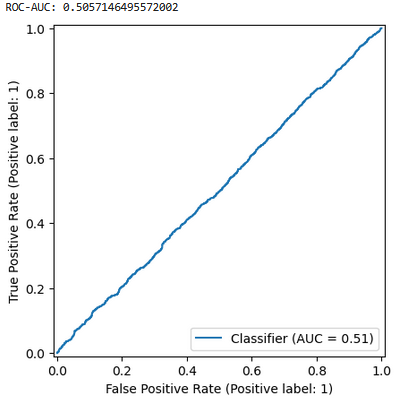 ROC-AUC: 0.5057146495572002
1.0
0.8
0.6
0.4
0.2
0.0
True Positive Rate (Positive label: 1)
Classifier (AUC = 0.51)
0.0 0.2 0.4 0.6 0.8 1.0
False Positive Rate (Positive label: 1)